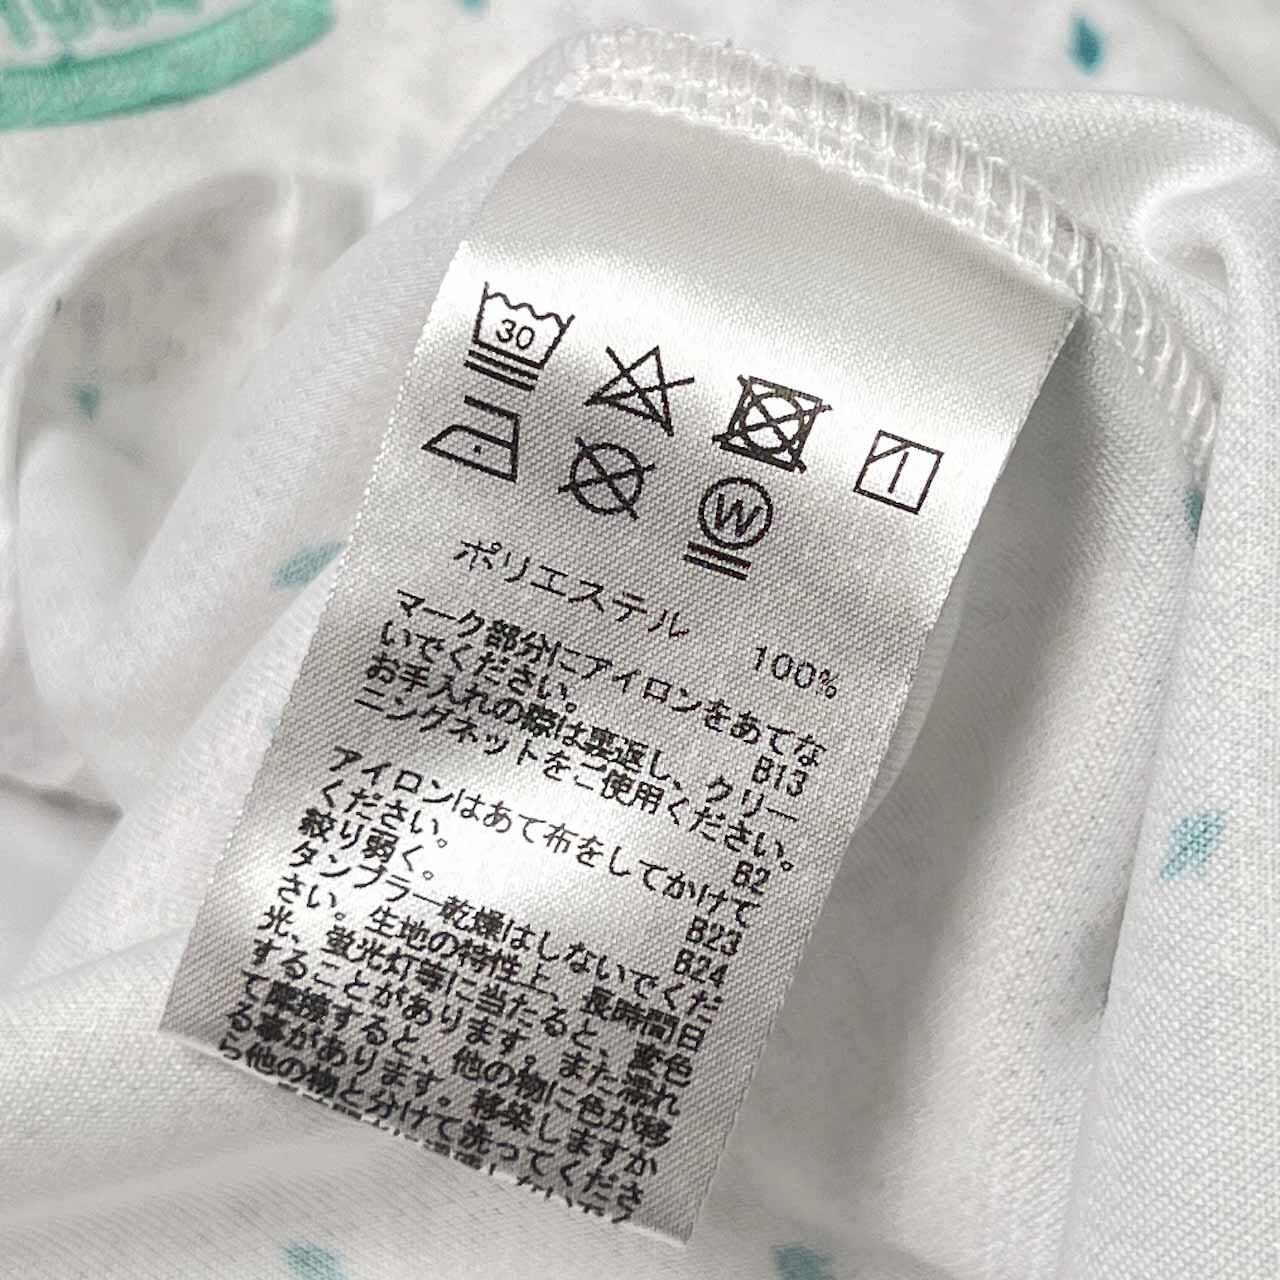 30
W
ポリエステル 100%
マーク部分にアイロンをあてな
いでください。 B13
お手入れの際は裏返し、クリー
ニングネットをご使用ください。
B2
アイロンはあて布をしてかけて
ください。 B23
絞り弱く。 B24
タンブラー乾燥はしないでくだ
さい。生地の特性上、長時間日
光、蛍光灯等に当たると、変色
することがあります。また濡れ
て摩擦すると、他の物に色が移
る事があります。移染しますか
ら他の物と分けて洗ってくださ